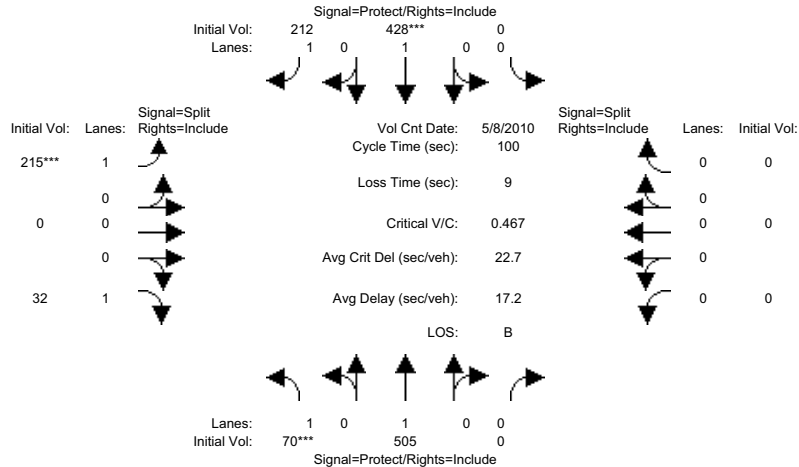 Signal=Protect/Rights=Include
Initial Vol: 212 428*** 0
Lanes: 1 0 1 0 0
Signal=Split
Initial Vol: Lanes: Rights=Include
Vol Cnt Date: 5/8/2010
Signal=Split
Rights=Include Lanes: Initial Vol:
Cycle Time (sec): 100
215*** 1 0 0
Loss Time (sec): 9
0 0
0 0 Critical V/C: 0.467 0 0
0 Avg Crit Del (sec/veh): 22.7 0
32 1 Avg Delay (sec/veh): 17.2 0 0
LOS: B
Lanes: 1 0 1 0 0
Initial Vol: 70*** 505 0
Signal=Protect/Rights=Include